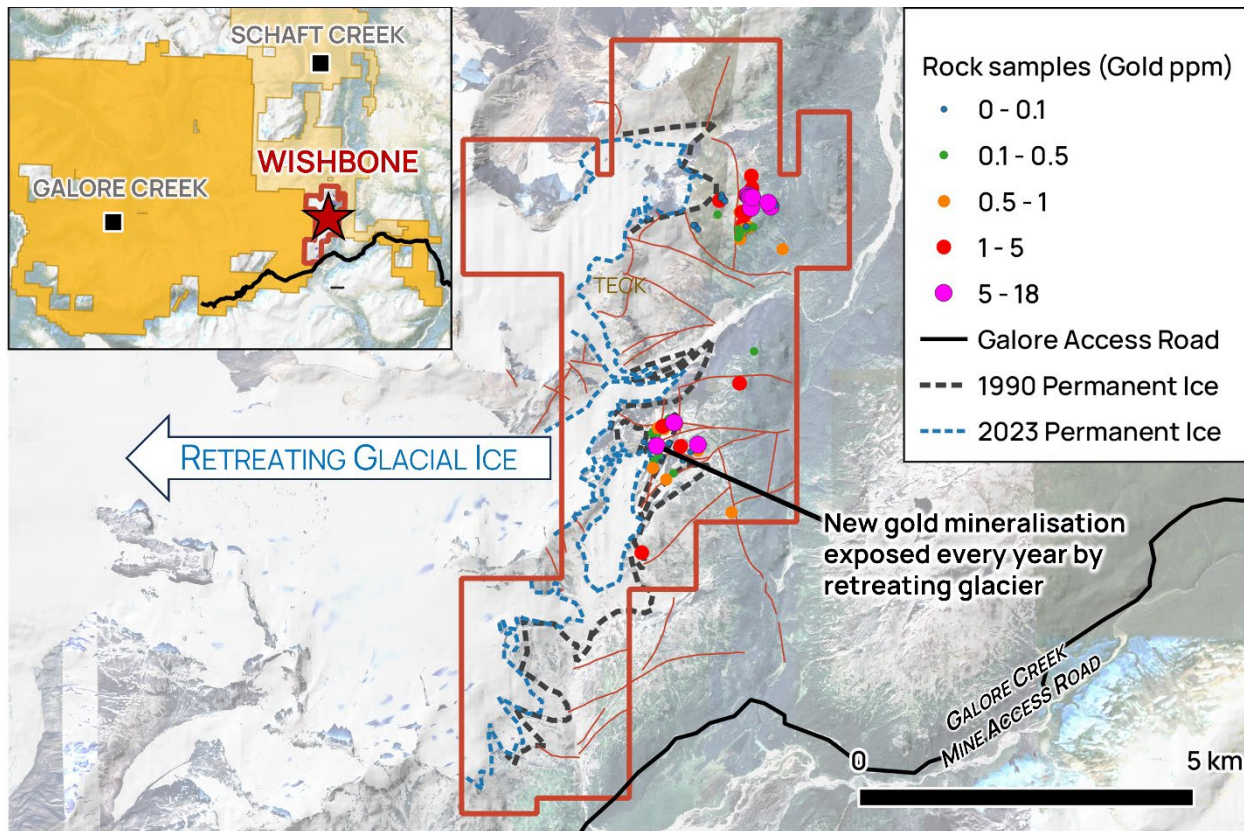 SCHAFT CREEK
WISHBONE
GALORE CREEK
Rock samples (Gold ppm)
0 - 0.1
0.1 - 0.5
0.5 - 1
1 - 5
5 - 18
Galore Access Road
1990 Permanent Ice
2023 Permanent Ice
TECK
RETREATING GLACIAL ICE
New gold mineralisation
exposed every year by
retreating glacier
GALORE CREEK
MINE ACCESS ROAD
0
5 km